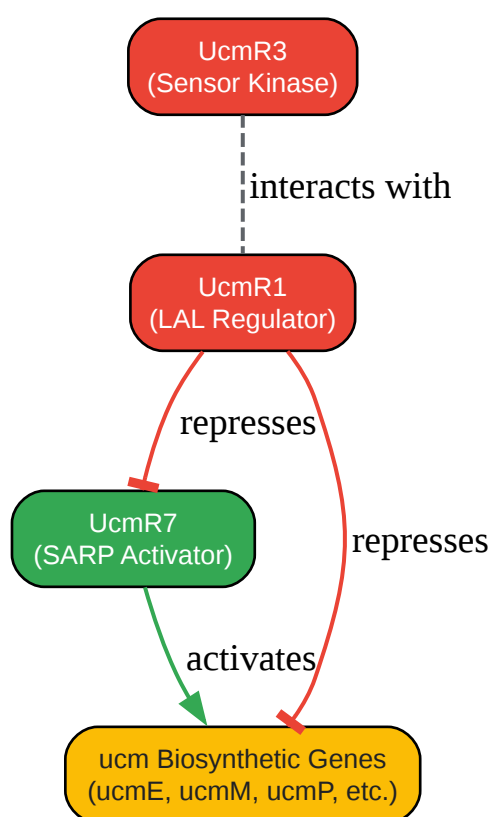 UcmR3
(Sensor Kinase)
interacts with
UcmR1
(LAL Regulator)
represses
UcmR7
(SARP Activator)
represses
activates
ucm Biosynthetic Genes
(ucmE, ucmM, ucmP, etc.)